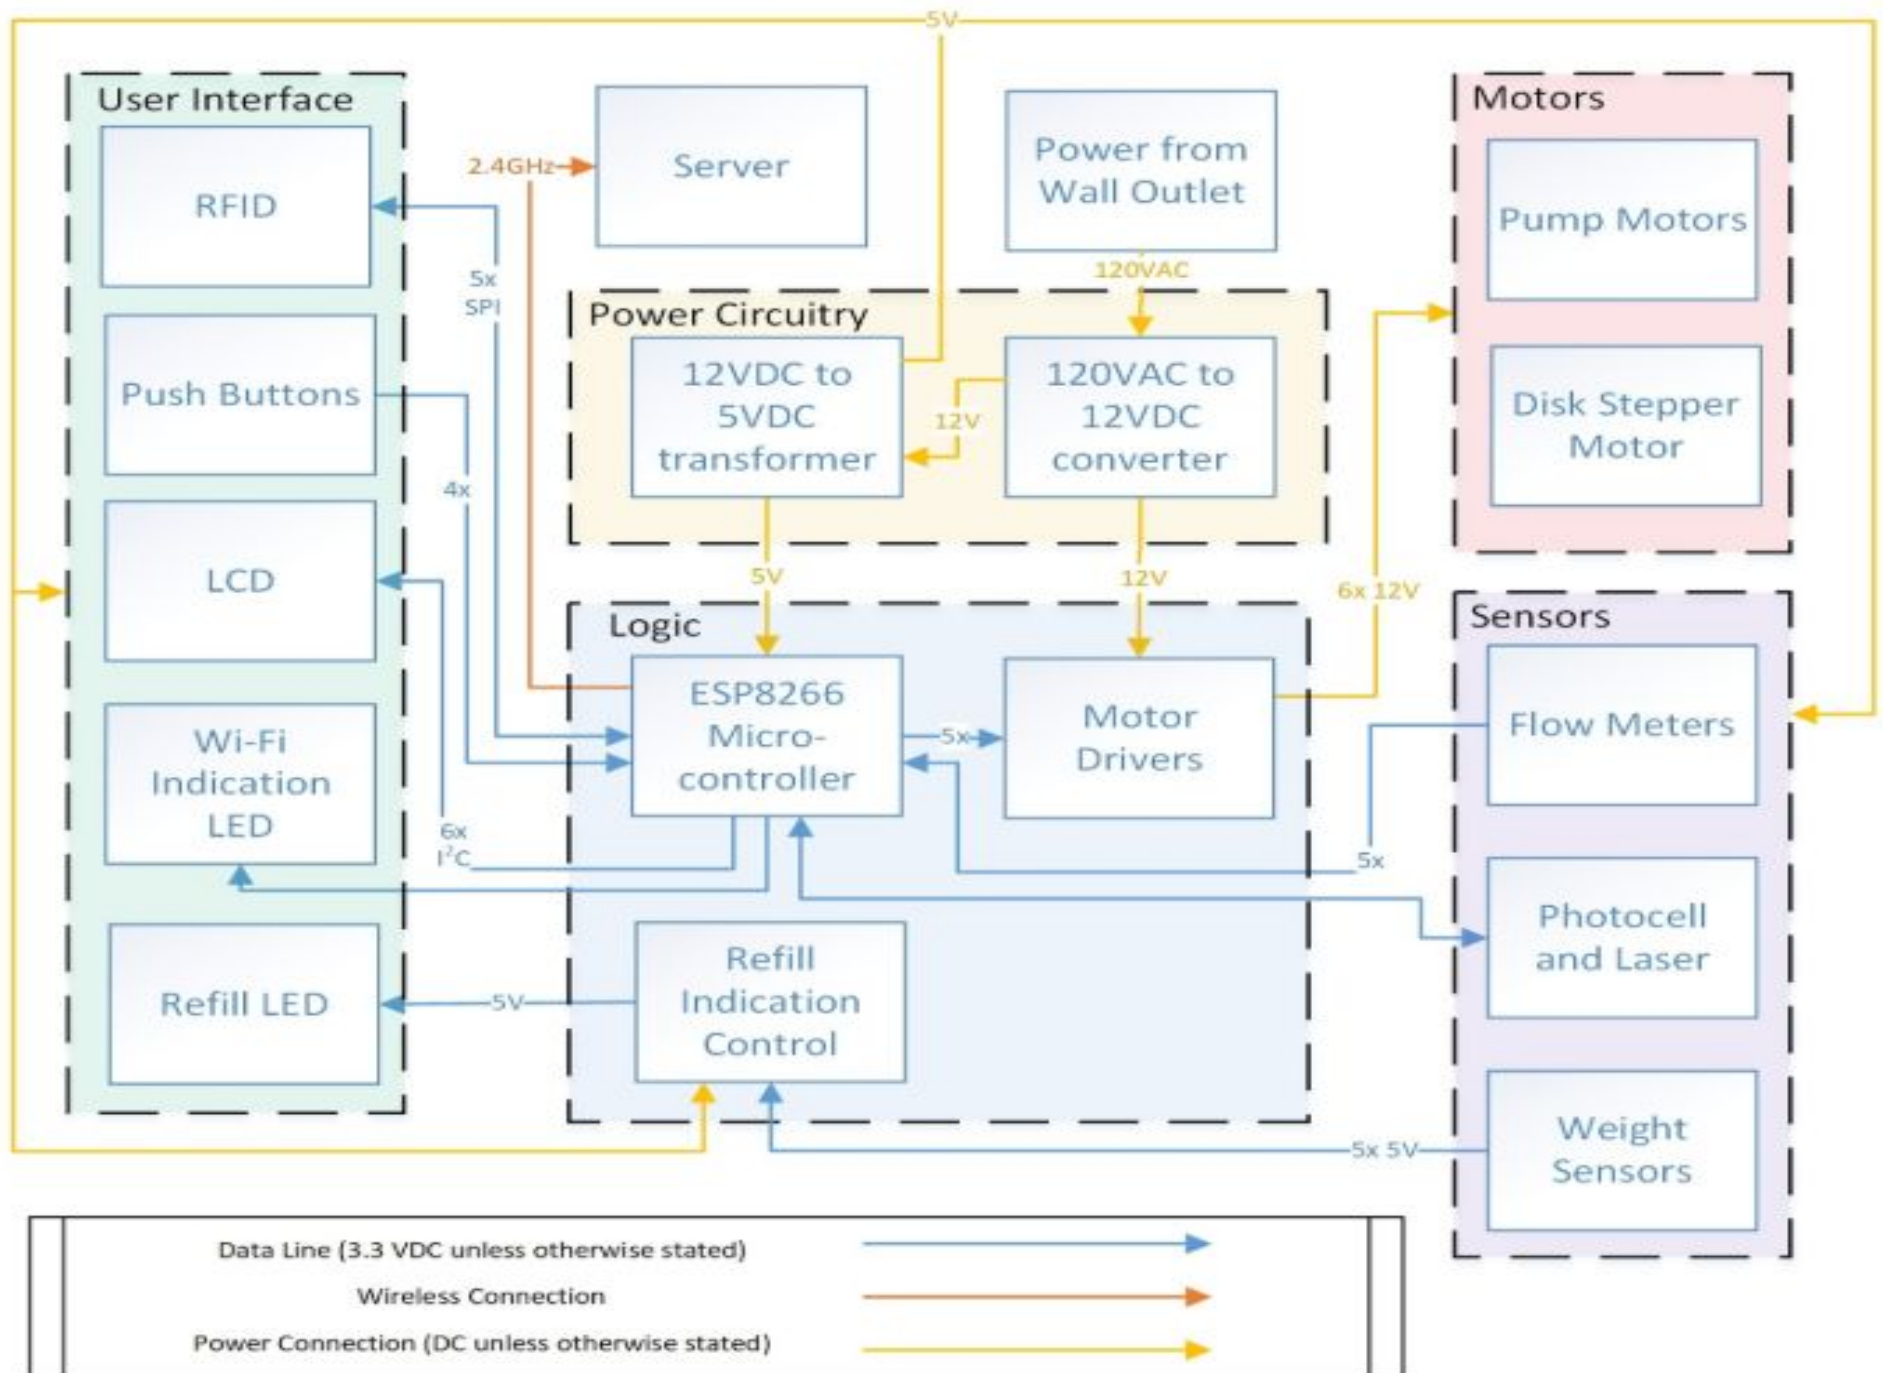 5V
User Interface
RFID
Push Buttons
LCD
Wi-Fi
Indication
LED
Refill LED
5x
SPI
4x
6x
I²C
5V
2.4GHz
Server
Power from
Wall Outlet
120VAC
Power Circuitry
12VDC to
5VDC
transformer
12V
120VAC to
12VDC
converter
5V
12V
Logic
ESP8266
Micro-
controller
5x
Motor
Drivers
Refill
Indication
Control
6x 12V
5x
5x 5V
Motors
Pump Motors
Disk Stepper
Motor
Sensors
Flow Meters
Photocell
and Laser
Weight
Sensors
Data Line (3.3 VDC unless otherwise stated)
Wireless Connection
Power Connection (DC unless otherwise stated)